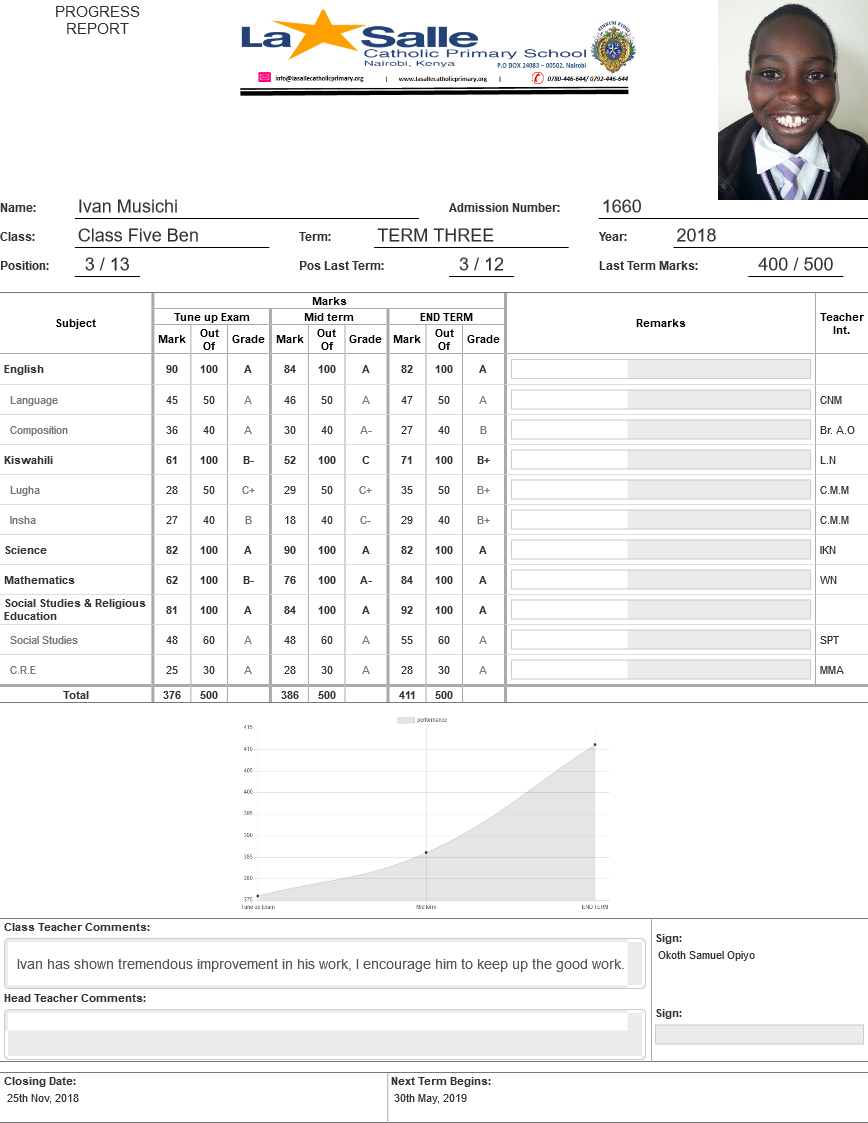 PROGRESS
REPORT
La Salle
Catholic Primary School
Nairobi, Kenya
P.O BOX 24083 – 00502, Nairobi
info@lasallecatholicprimary.org | www.lasallecatholicprimary.org | 0780-446-644/ 0792-446-644
Name: Ivan Musichi Admission Number: 1660
Class: Class Five Ben Term: TERM THREE Year: 2018
Position: 3 / 13 Pos Last Term: 3 / 12 Last Term Marks: 400 / 500
Subject Marks Remarks Teacher Int.
Tune up Exam Mid term END TERM
Mark Out Of Grade Mark Out Of Grade Mark Out Of Grade
English 90 100 A 84 100 A 82 100 A
Language 45 50 A 46 50 A 47 50 A CNM
Composition 36 40 A 30 40 A- 27 40 B Br. A.O
Kiswahili 61 100 B- 52 100 C 71 100 B+ L.N
Lugha 28 50 C+ 29 50 C+ 35 50 B+ C.M.M
Insha 27 40 B 18 40 C- 29 40 B+ C.M.M
Science 82 100 A 90 100 A 82 100 A IKN
Mathematics 62 100 B- 76 100 A- 84 100 A WN
Social Studies & Religious Education 81 100 A 84 100 A 92 100 A
Social Studies 48 60 A 48 60 A 55 60 A SPT
C.R.E 25 30 A 28 30 A 28 30 A MMA
Total 376 500 386 500 411 500
performance
415
410
405
400
395
390
385
380
375
Tune up Exam Mid term END TERM
Class Teacher Comments:
Ivan has shown tremendous improvement in his work, I encourage him to keep up the good work.
Sign:
Okoth Samuel Opiyo
Head Teacher Comments:
Sign:
Closing Date: Next Term Begins:
25th Nov, 2018 30th May, 2019